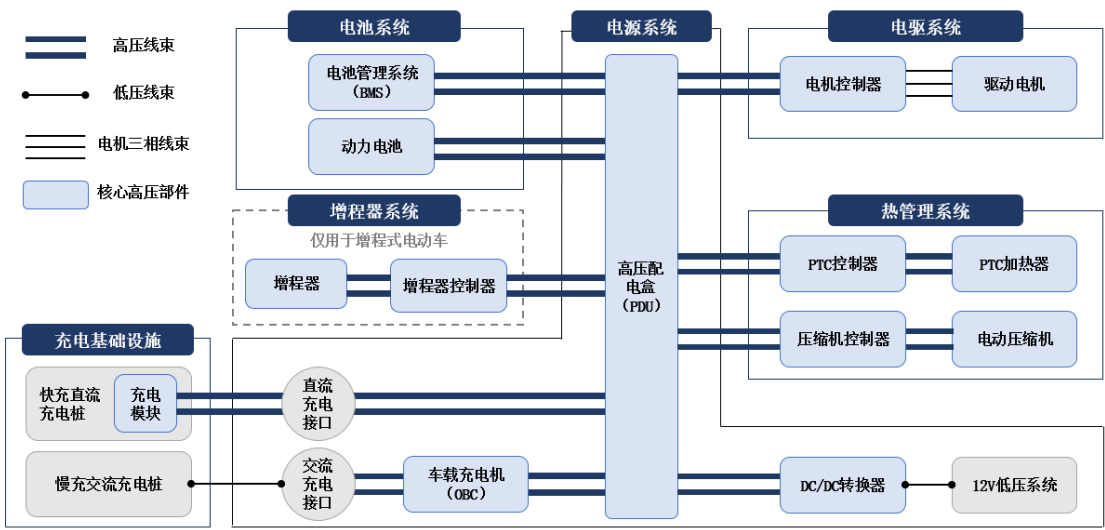 高压线束
低压线束
电机三相线束
核心高压部件
电池系统
电池管理系统
（BMS）
动力电池
增程器系统
仅用于增程式电动车
增程器
增程器控制器
充电基础设施
快充直流
充电桩
充电
模块
慢充交流充电桩
直流
充电
接口
交流
充电
接口
车载充电机
（OBC）
电源系统
高压配
电盒
（PDU）
电驱系统
电机控制器
驱动电机
热管理系统
PTC控制器
PTC加热器
压缩机控制器
电动压缩机
DC/DC转换器
12V低压系统